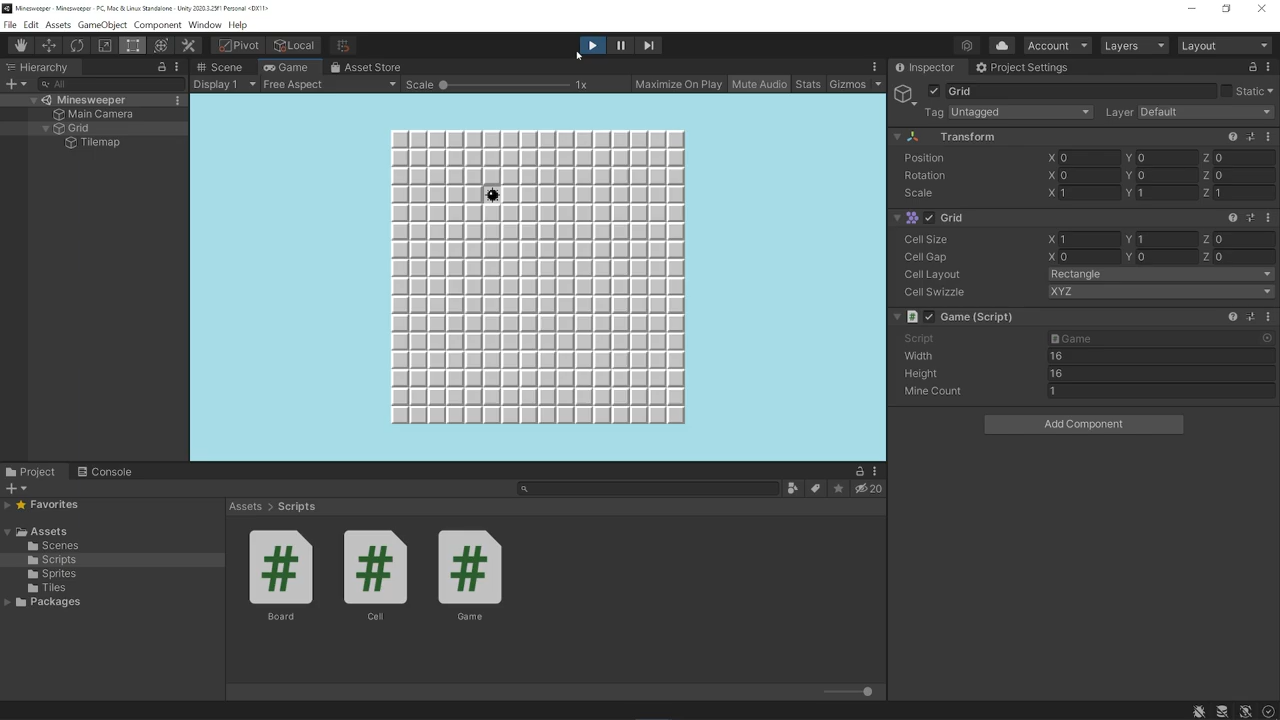 Minesweeper - Minesweeper - PC, Mac & Linux Standalone - Unity 2020.3.25f1 Personal <DX11>
File Edit Assets GameObject Component Window Help
Pivot Local Account Layers Layout
Hierarchy Scene Game Asset Store Inspector Project Settings
All Display 1 Free Aspect Scale 1x Maximize On Play Mute Audio Stats Gizmos
Grid Static
Minesweeper
Main Camera
Grid
Tilemap
Tag Untagged Layer Default
Transform
Position X 0 Y 0 Z 0
Rotation X 0 Y 0 Z 0
Scale X 1 Y 1 Z 1
Grid
Cell Size X 1 Y 1 Z 0
Cell Gap X 0 Y 0 Z 0
Cell Layout Rectangle
Cell Swizzle XYZ
Game (Script)
Script Game
Width 16
Height 16
Mine Count 1
Add Component
Project Console
20
Favorites
Assets
Scenes
Scripts
Sprites
Tiles
Packages
Assets > Scripts
Board Cell Game